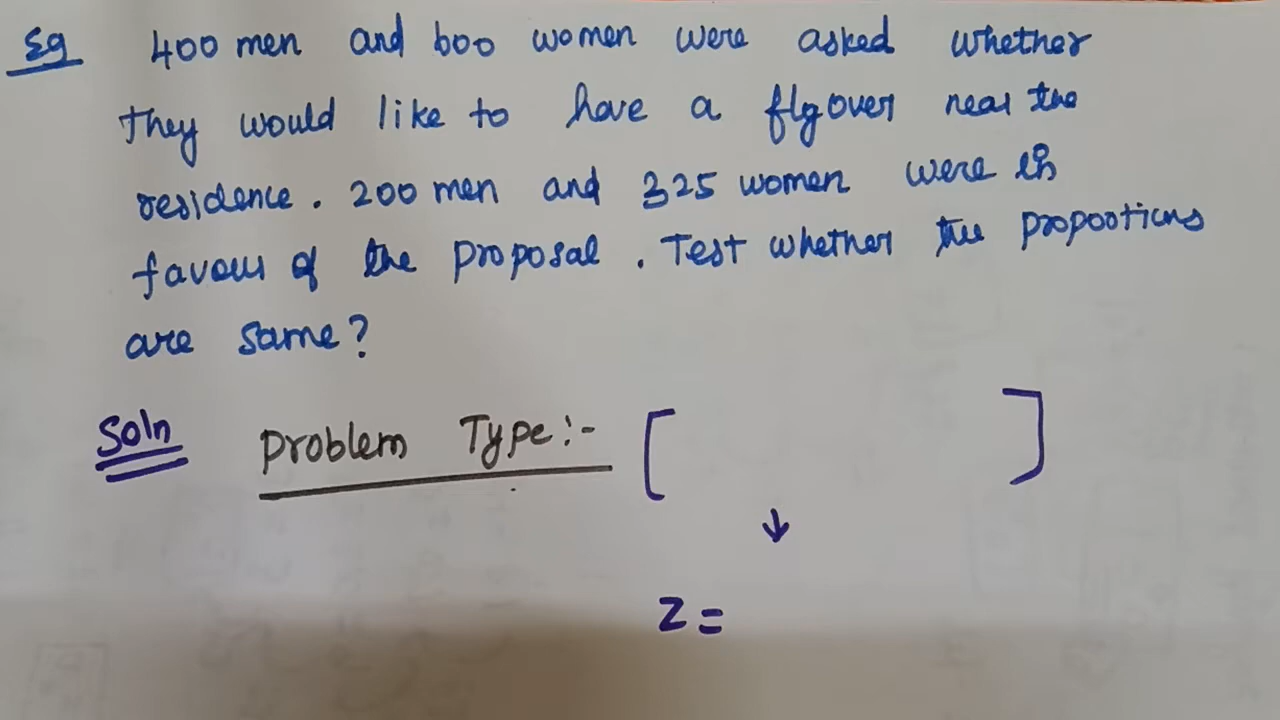 Eg 400 men and 600 women were asked whether
they would like to have a flyover near the
residence. 200 men and 325 women were in
favour of the proposal. Test whether the proportions
are same?
Soln Problem Type:- [ ]
↓
Z =